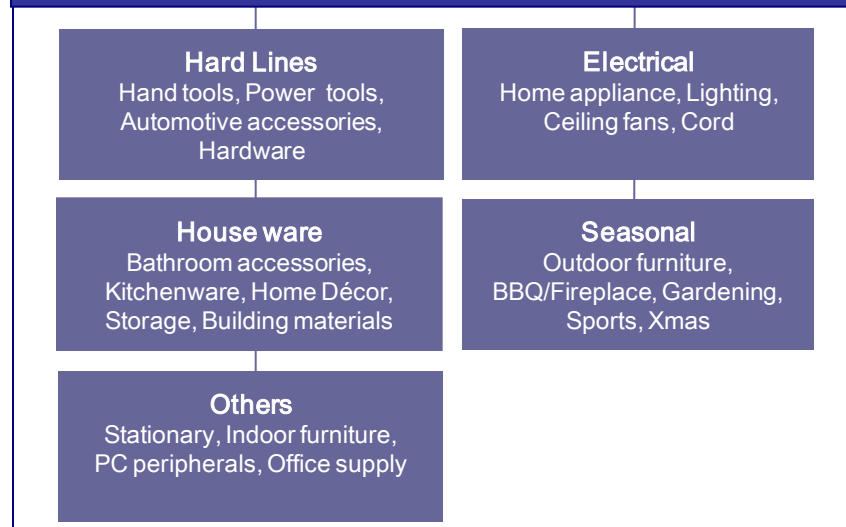 Hard Lines
Hand tools, Power tools,
Automotive accessories,
Hardware
Electrical
Home appliance, Lighting,
Ceiling fans, Cord
House ware
Bathroom accessories,
Kitchenware, Home Décor,
Storage, Building materials
Seasonal
Outdoor furniture,
BBQ/Fireplace, Gardening,
Sports, Xmas
Others
Stationary, Indoor furniture,
PC peripherals, Office supply